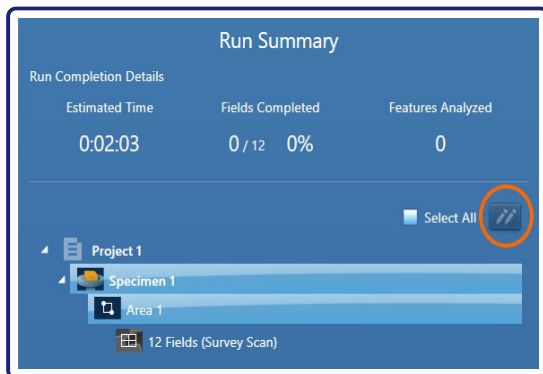 Run Summary
Run Completion Details
Estimated Time Fields Completed Features Analyzed
0:02:03 0 / 12 0% 0
Select All
Project 1
Specimen 1
Area 1
12 Fields (Survey Scan)